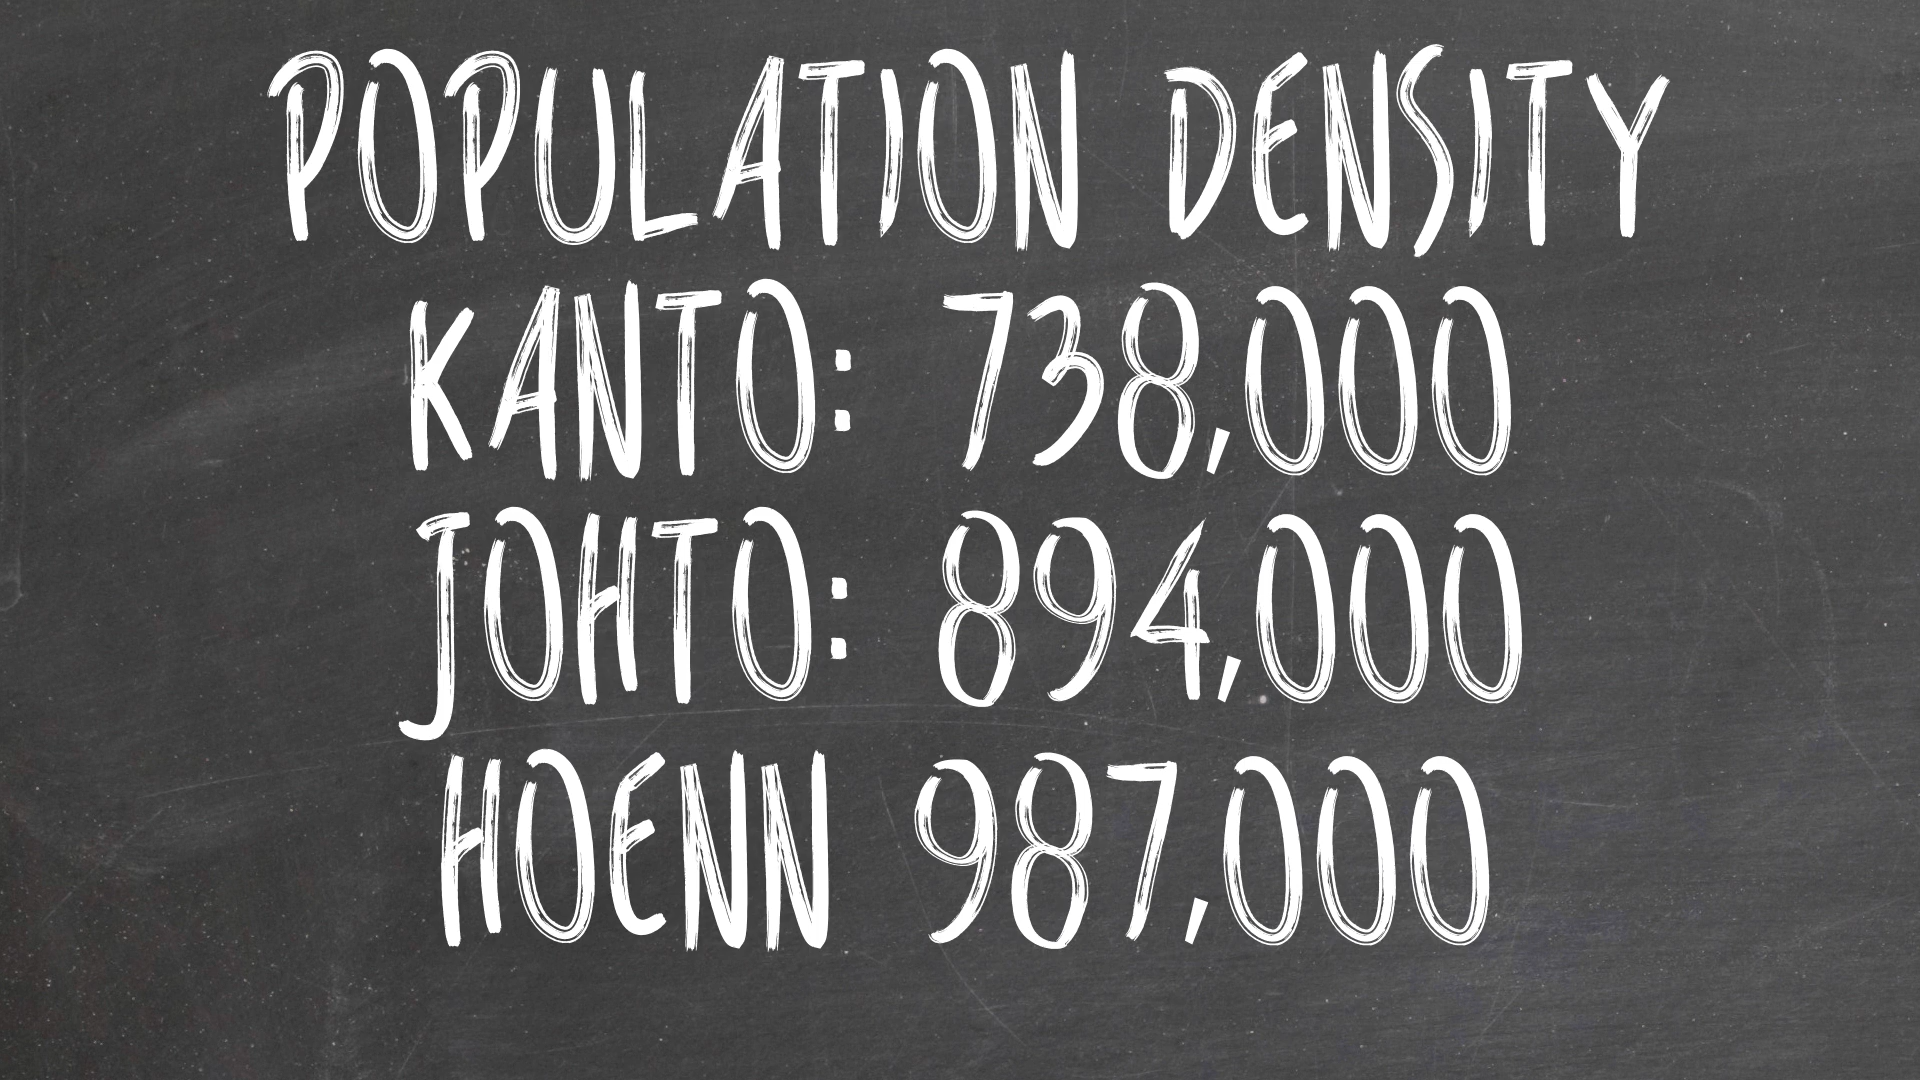 POPULATION DENSITY
KANTO: 738,000
JOHTO: 894,000
HOENN 987,000